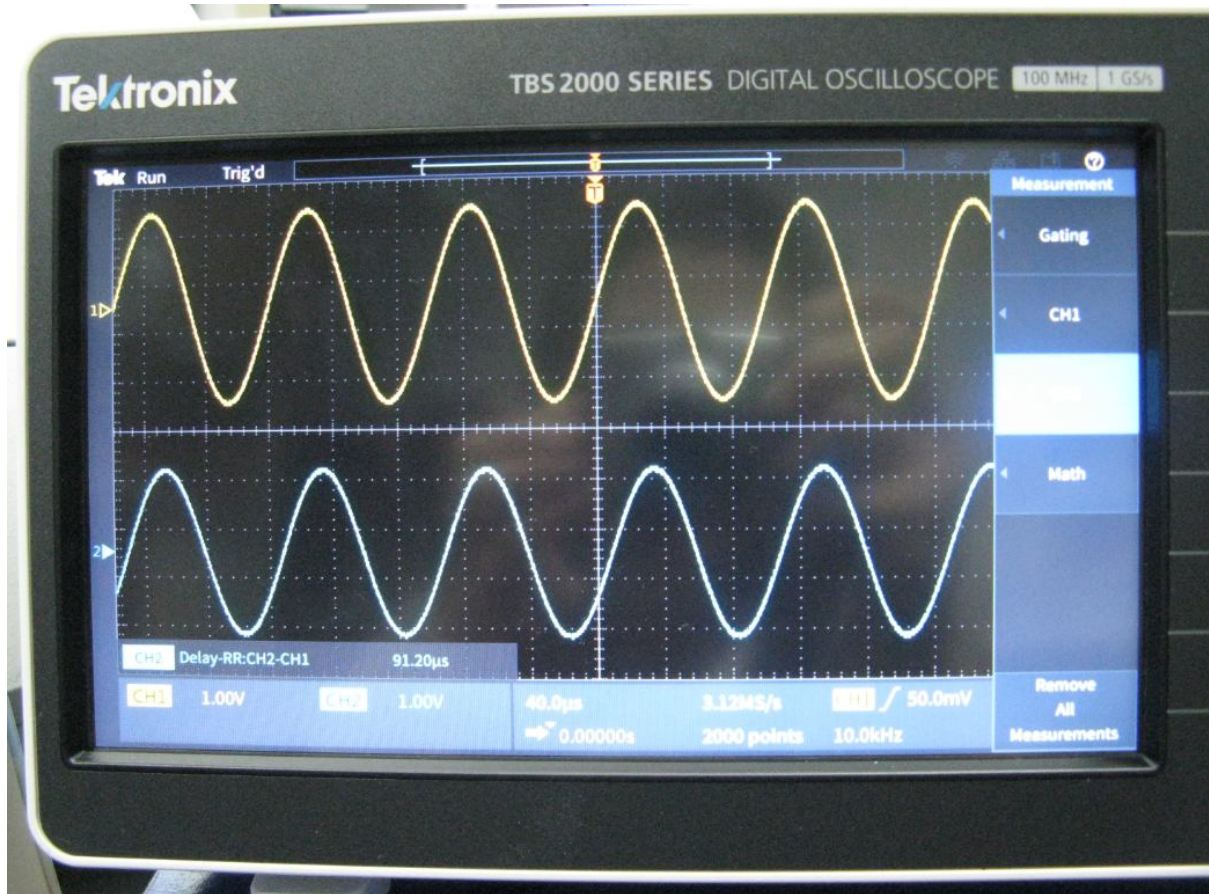 Tektronix
TBS 2000 SERIES DIGITAL OSCILLOSCOPE 100 MHz 1 GS/s
Tek Run Trig'd
T
Measurement
Gating
1
CH1
Math
2
CH2 Delay-RR:CH2-CH1 91.20µs
CH1 1.00V CH2 1.00V 40.0µs 3.12MS/s CH1 50.0mV
0.00000s 2000 points 10.0kHz
Remove
All
Measurements